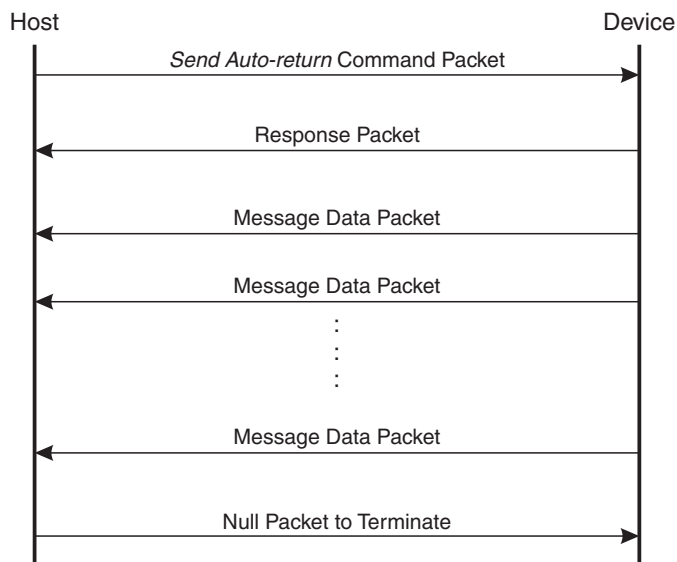 Host
Device
Send Auto-return Command Packet
Response Packet
Message Data Packet
Message Data Packet
Message Data Packet
Null Packet to Terminate